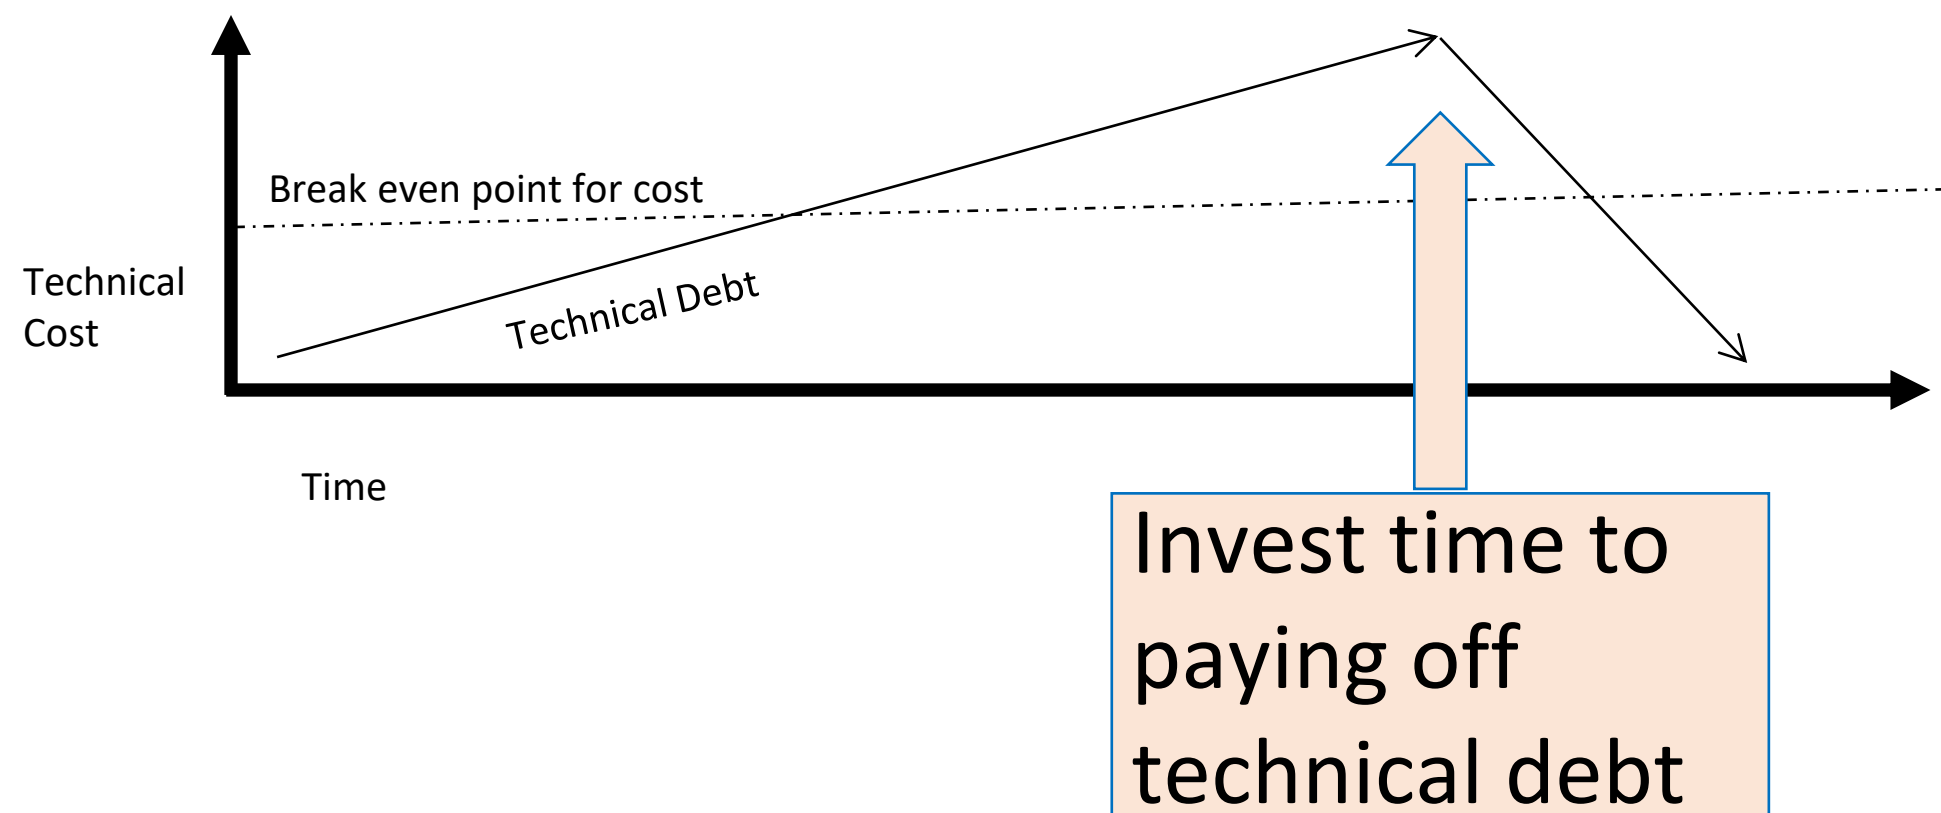 Break even point for cost
Technical
Cost
Technical Debt
Time
Invest time to
paying off
technical debt